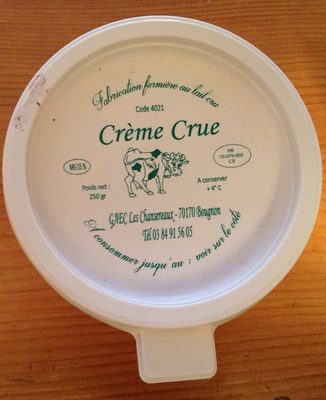 Fabrication fermière au lait cru
Code 4021
Crème Crue
MG 55 %
FR
70.079.002
CE
Poids net :
250 gr
A conserver
+ 4° C
GAEC Les Chansereaux - 70170 Bougnon
Tél 03 84 91 56 05
A consommer jusqu'au : voir sur le coté